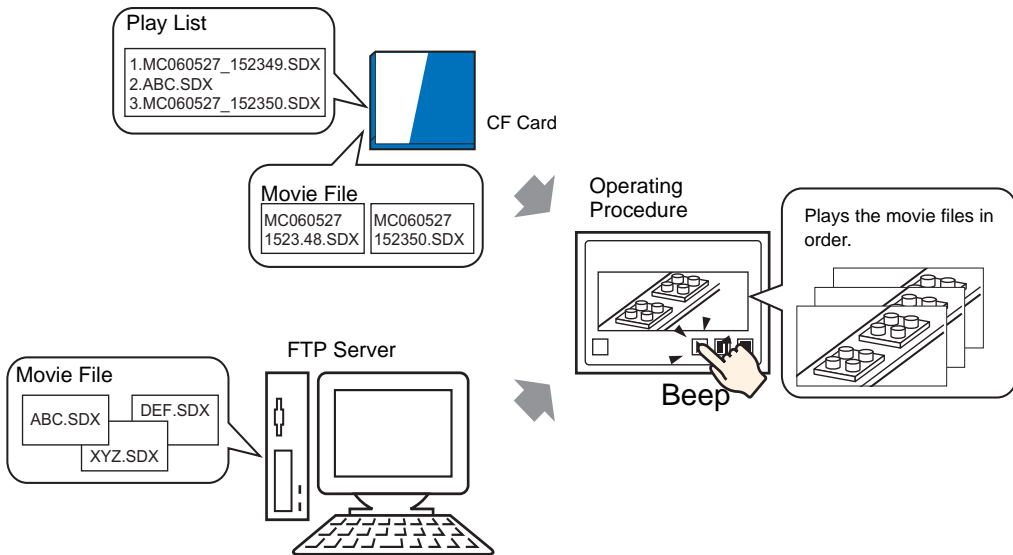 Play List
1.MC060527_152349.SDX
2.ABC.SDX
3.MC060527_152350.SDX
CF Card
Movie File
MC060527
1523.48.SDX
MC060527
152350.SDX
Operating
Procedure
Plays the movie files in
order.
Beep
FTP Server
Movie File
ABC.SDX
DEF.SDX
XYZ.SDX